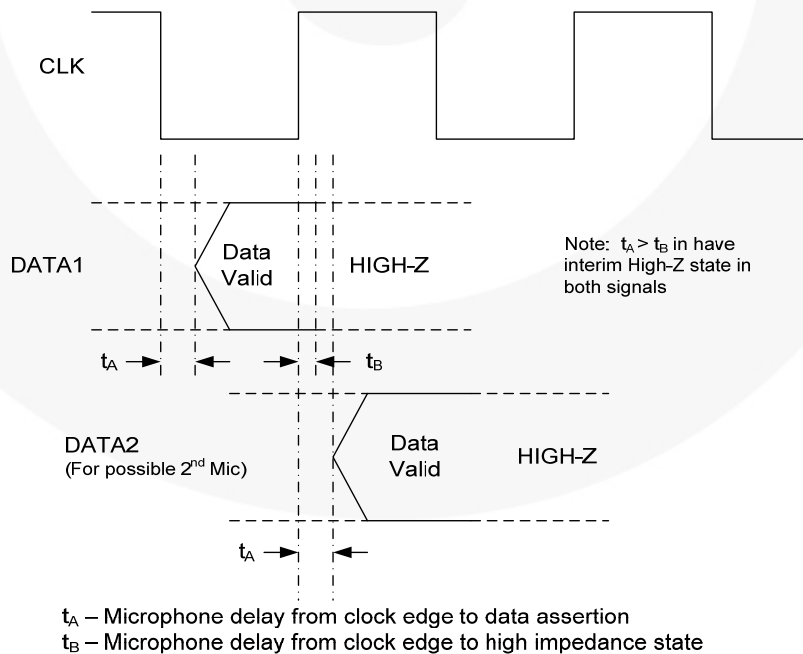 CLK
DATA1
Data
Valid
HIGH-Z
Note: tA > tB in have
interim High-Z state in
both signals
tA
tB
DATA2
(For possible 2nd Mic)
Data
Valid
HIGH-Z
tA
tA – Microphone delay from clock edge to data assertion
tB – Microphone delay from clock edge to high impedance state